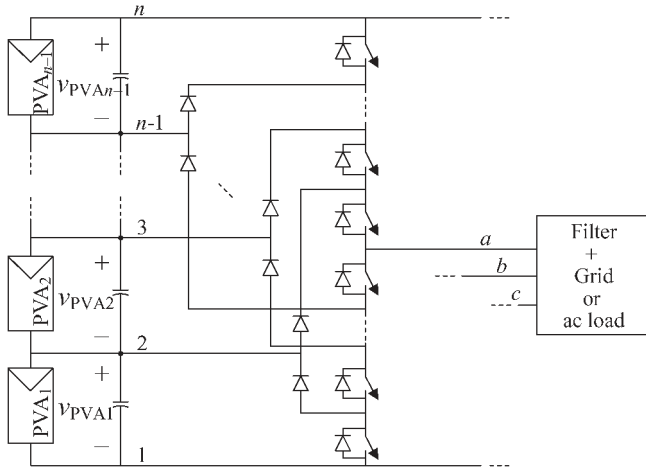 n
+
PVAn–1
vPVAn–1
–
n-1
3
+
PVA2
vPVA2
–
2
+
PVA1
vPVA1
–
1
a
b
c
Filter
+
Grid
or
ac load